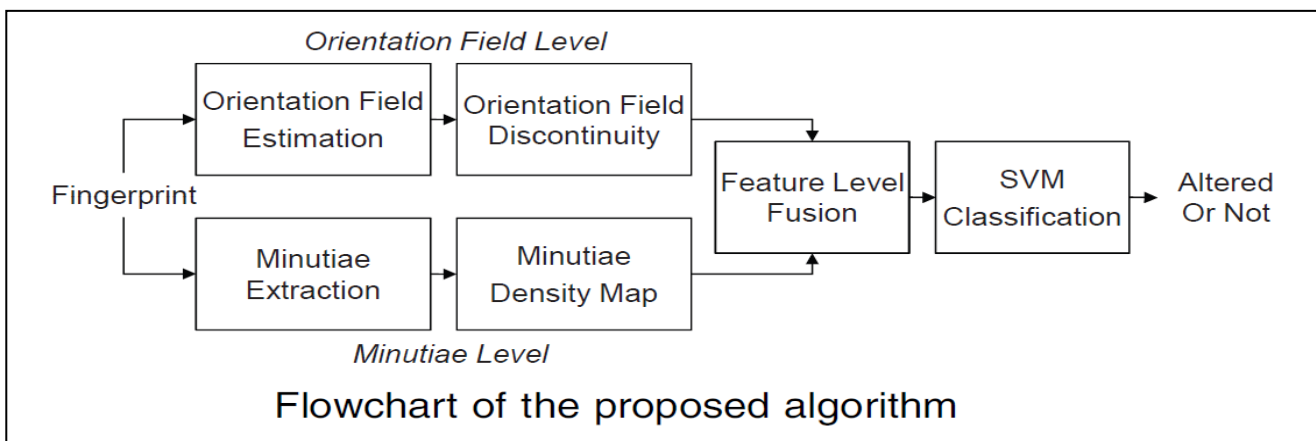 Orientation Field Level
Orientation Field
Estimation
Orientation Field
Discontinuity
Fingerprint
Minutiae
Extraction
Minutiae
Density Map
Minutiae Level
Feature Level
Fusion
SVM
Classification
Altered
Or Not
Flowchart of the proposed algorithm